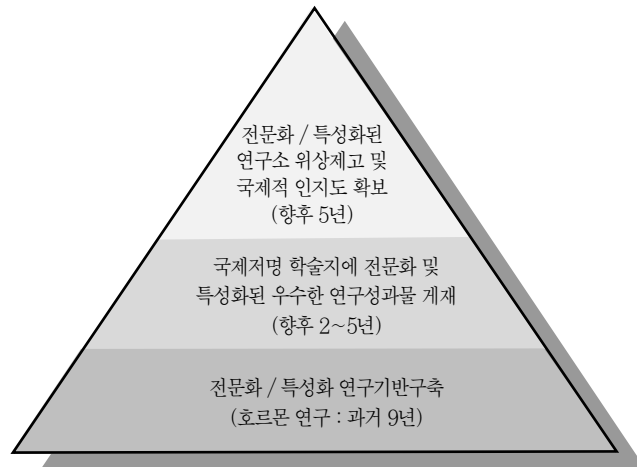 전문화 / 특성화된
연구소 위상제고 및
국제적 인지도 확보
(향후 5년)
국제저명 학술지에 전문화 및
특성화된 우수한 연구성과물 게재
(향후 2~5년)
전문화 / 특성화 연구기반구축
(호르몬 연구 : 과거 9년)